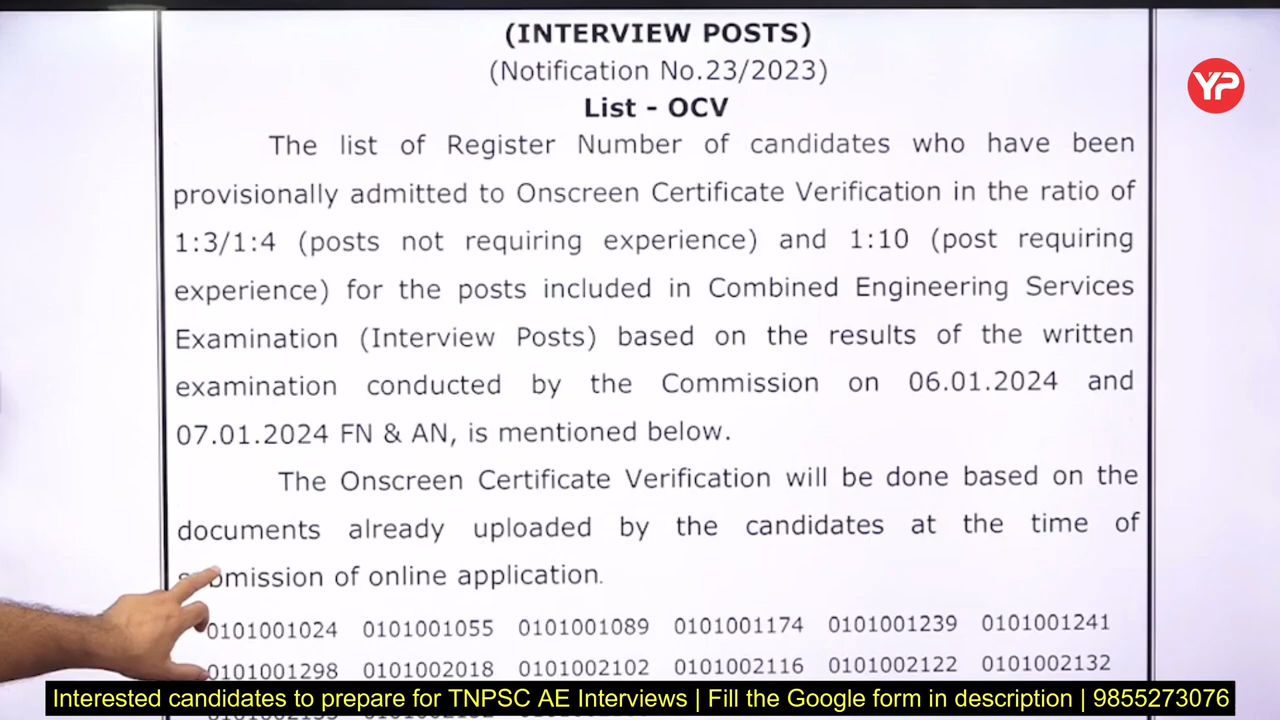 (INTERVIEW POSTS)
(Notification No.23/2023)
List - OCV
YP
The list of Register Number of candidates who have been
provisionally admitted to Onscreen Certificate Verification in the ratio of
1:3/1:4 (posts not requiring experience) and 1:10 (post requiring
experience) for the posts included in Combined Engineering Services
Examination (Interview Posts) based on the results of the written
examination conducted by the Commission on 06.01.2024 and
07.01.2024 FN & AN, is mentioned below.
The Onscreen Certificate Verification will be done based on the
documents already uploaded by the candidates at the time of
submission of online application.
0101001024 0101001055 0101001089 0101001174 0101001239 0101001241
0101001298 0101002018 0101002102 0101002116 0101002122 0101002132
Interested candidates to prepare for TNPSC AE Interviews | Fill the Google form in description | 9855273076